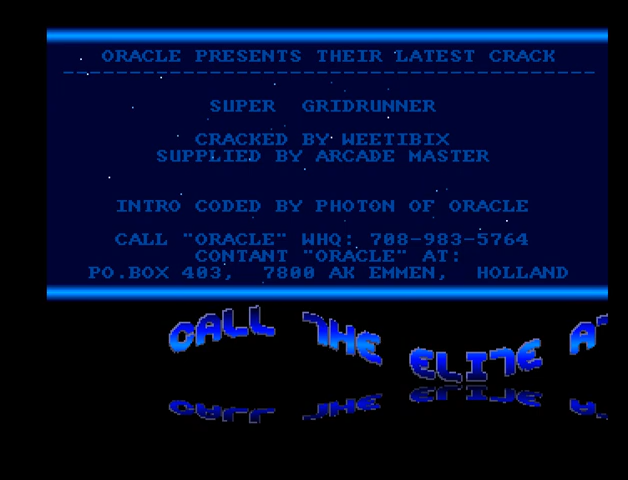 ORACLE PRESENTS THEIR LATEST CRACK
SUPER GRIDRUNNER
CRACKED BY WEETIBIX
SUPPLIED BY ARCADE MASTER
INTRO CODED BY PHOTON OF ORACLE
CALL "ORACLE" WHQ: 708-983-5764
CONTANT "ORACLE" AT:
PO.BOX 403, 7800 AK EMMEN, HOLLAND
CALL THE ELITE